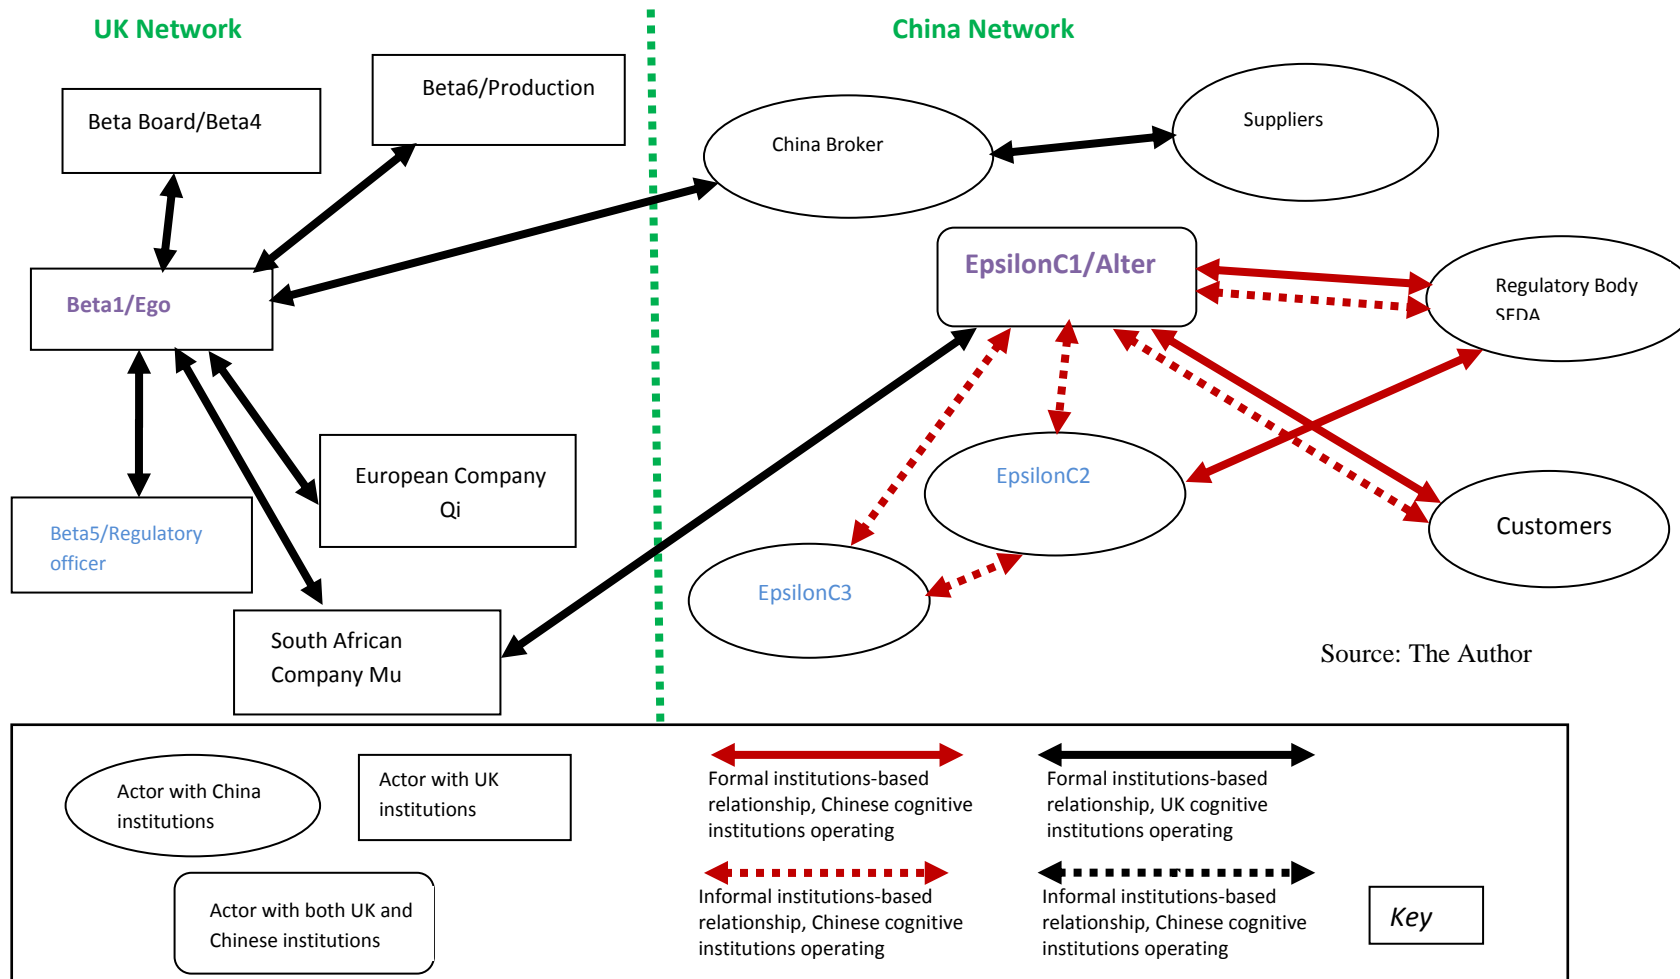 UK Network
China Network
Beta Board/Beta4
Beta6/Production
China Broker
Suppliers
Beta1/Ego
EpsilonC1/Alter
Regulatory Body
SFDA
European Company
Qi
EpsilonC2
Customers
Beta5/Regulatory
officer
EpsilonC3
South African
Company Mu
Source: The Author
Actor with China
institutions
Actor with UK
institutions
Actor with both UK and
Chinese institutions
Formal institutions-based
relationship, Chinese cognitive
institutions operating
Formal institutions-based
relationship, UK cognitive
institutions operating
Informal institutions-based
relationship, Chinese cognitive
institutions operating
Informal institutions-based
relationship, Chinese cognitive
institutions operating
Key